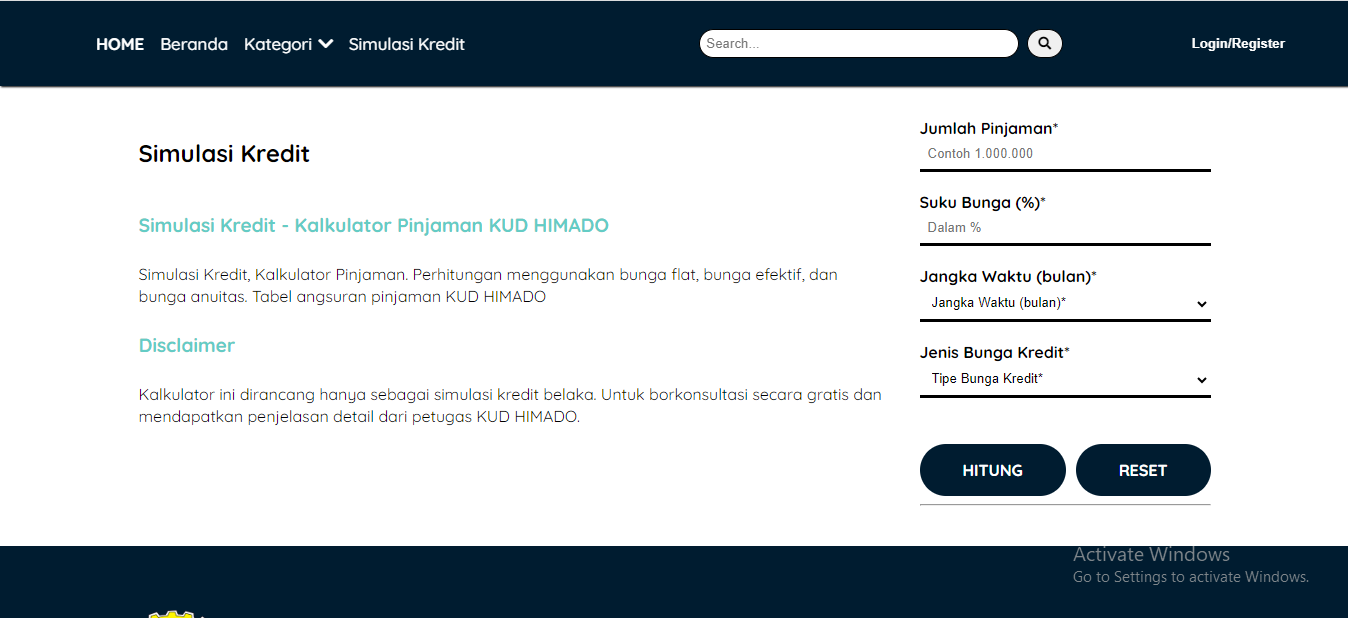 HOME Beranda Kategori Simulasi Kredit Search... Login/Register
Simulasi Kredit
Simulasi Kredit - Kalkulator Pinjaman KUD HIMADO
Simulasi Kredit, Kalkulator Pinjaman. Perhitungan menggunakan bunga flat, bunga efektif, dan
bunga anuitas. Tabel angsuran pinjaman KUD HIMADO
Disclaimer
Kalkulator ini dirancang hanya sebagai simulasi kredit belaka. Untuk borkonsultasi secara gratis dan
mendapatkan penjelasan detail dari petugas KUD HIMADO.
Jumlah Pinjaman*
Contoh 1.000.000
Suku Bunga (%)*
Dalam %
Jangka Waktu (bulan)*
Jangka Waktu (bulan)*
Jenis Bunga Kredit*
Tipe Bunga Kredit*
HITUNG RESET
Activate Windows
Go to Settings to activate Windows.